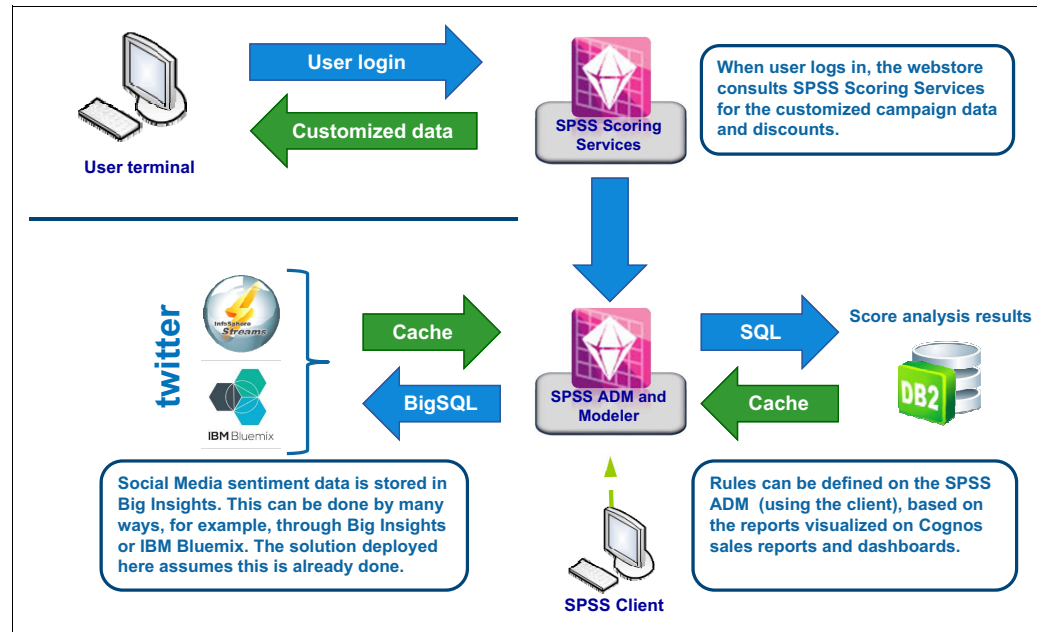 User login
Customized data
User terminal
SPSS Scoring
Services
When user logs in, the webstore
consults SPSS Scoring Services
for the customized campaign data
and discounts.
twitter
InfoSphere
Streams
IBM Bluemix
Cache
BigSQL
SPSS ADM and
Modeler
SQL
Cache
Score analysis results
DB2
Social Media sentiment data is stored in
Big Insights. This can be done by many
ways, for example, through Big Insights
or IBM Bluemix. The solution deployed
here assumes this is already done.
SPSS Client
Rules can be defined on the SPSS
ADM (using the client), based on
the reports visualized on Cognos
sales reports and dashboards.